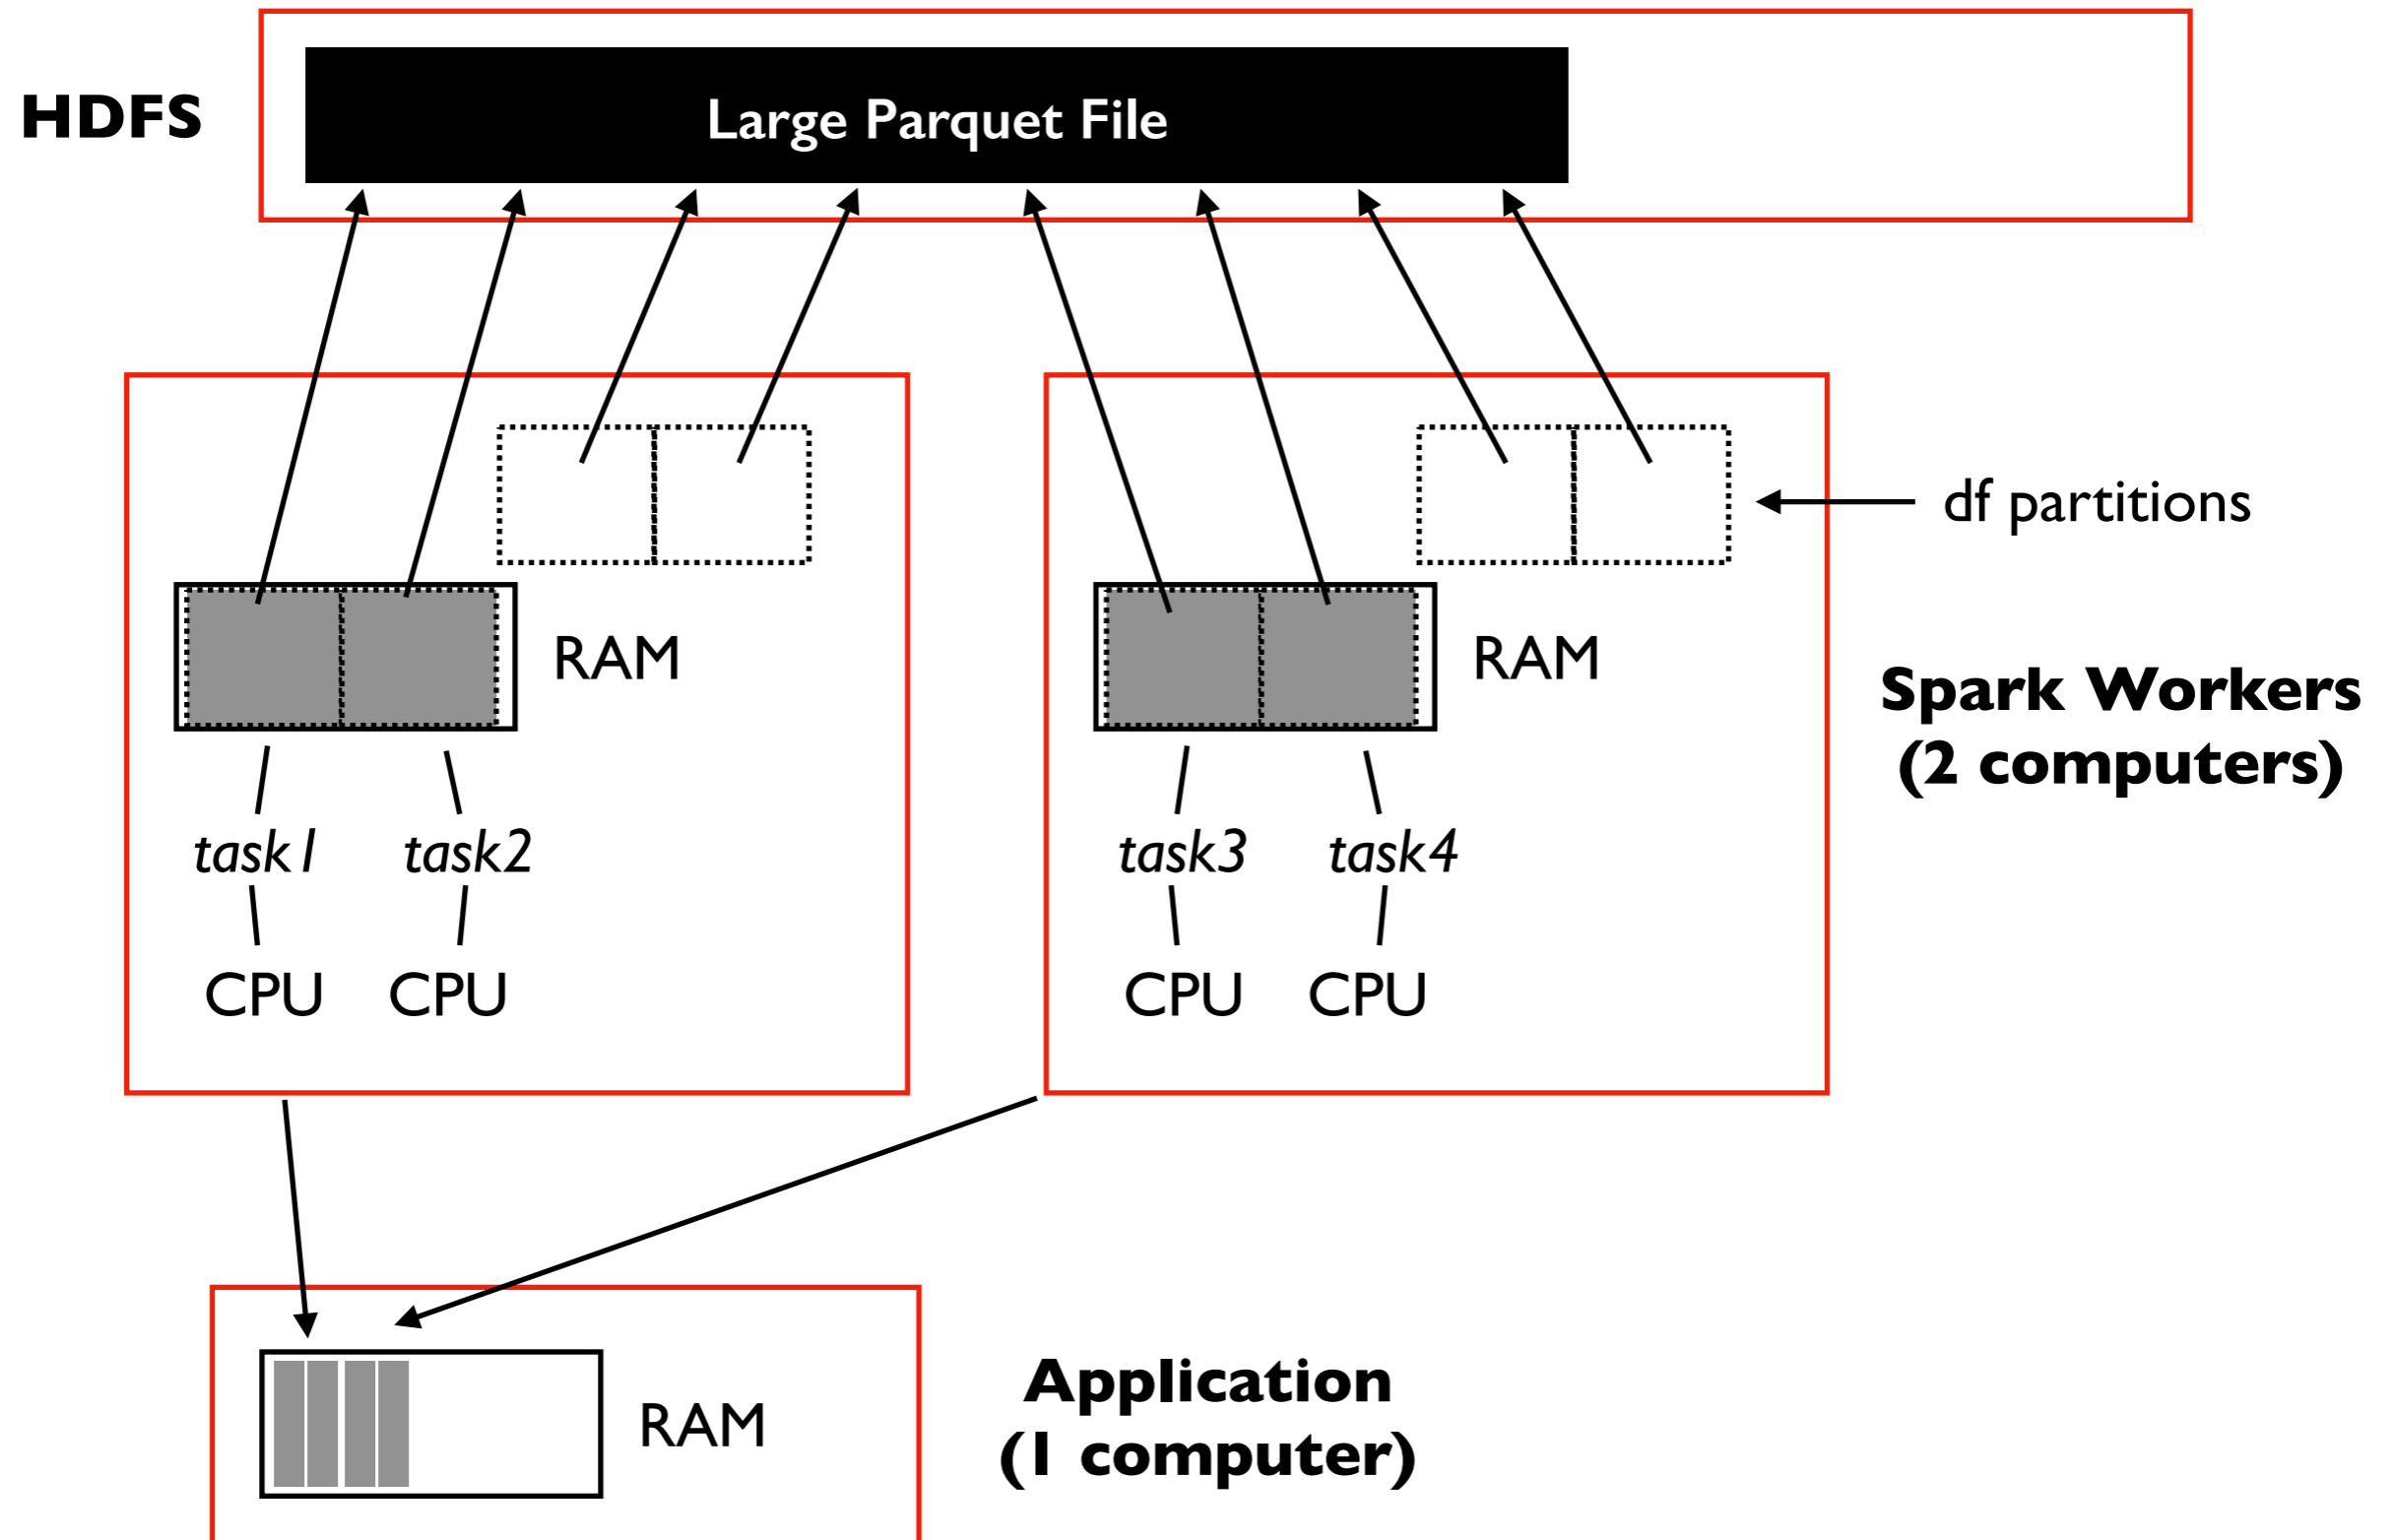 HDFS
Large Parquet File
df partitions
RAM
RAM
Spark Workers
(2 computers)
task1
task2
task3
task4
CPU
CPU
CPU
CPU
RAM
Application
(1 computer)